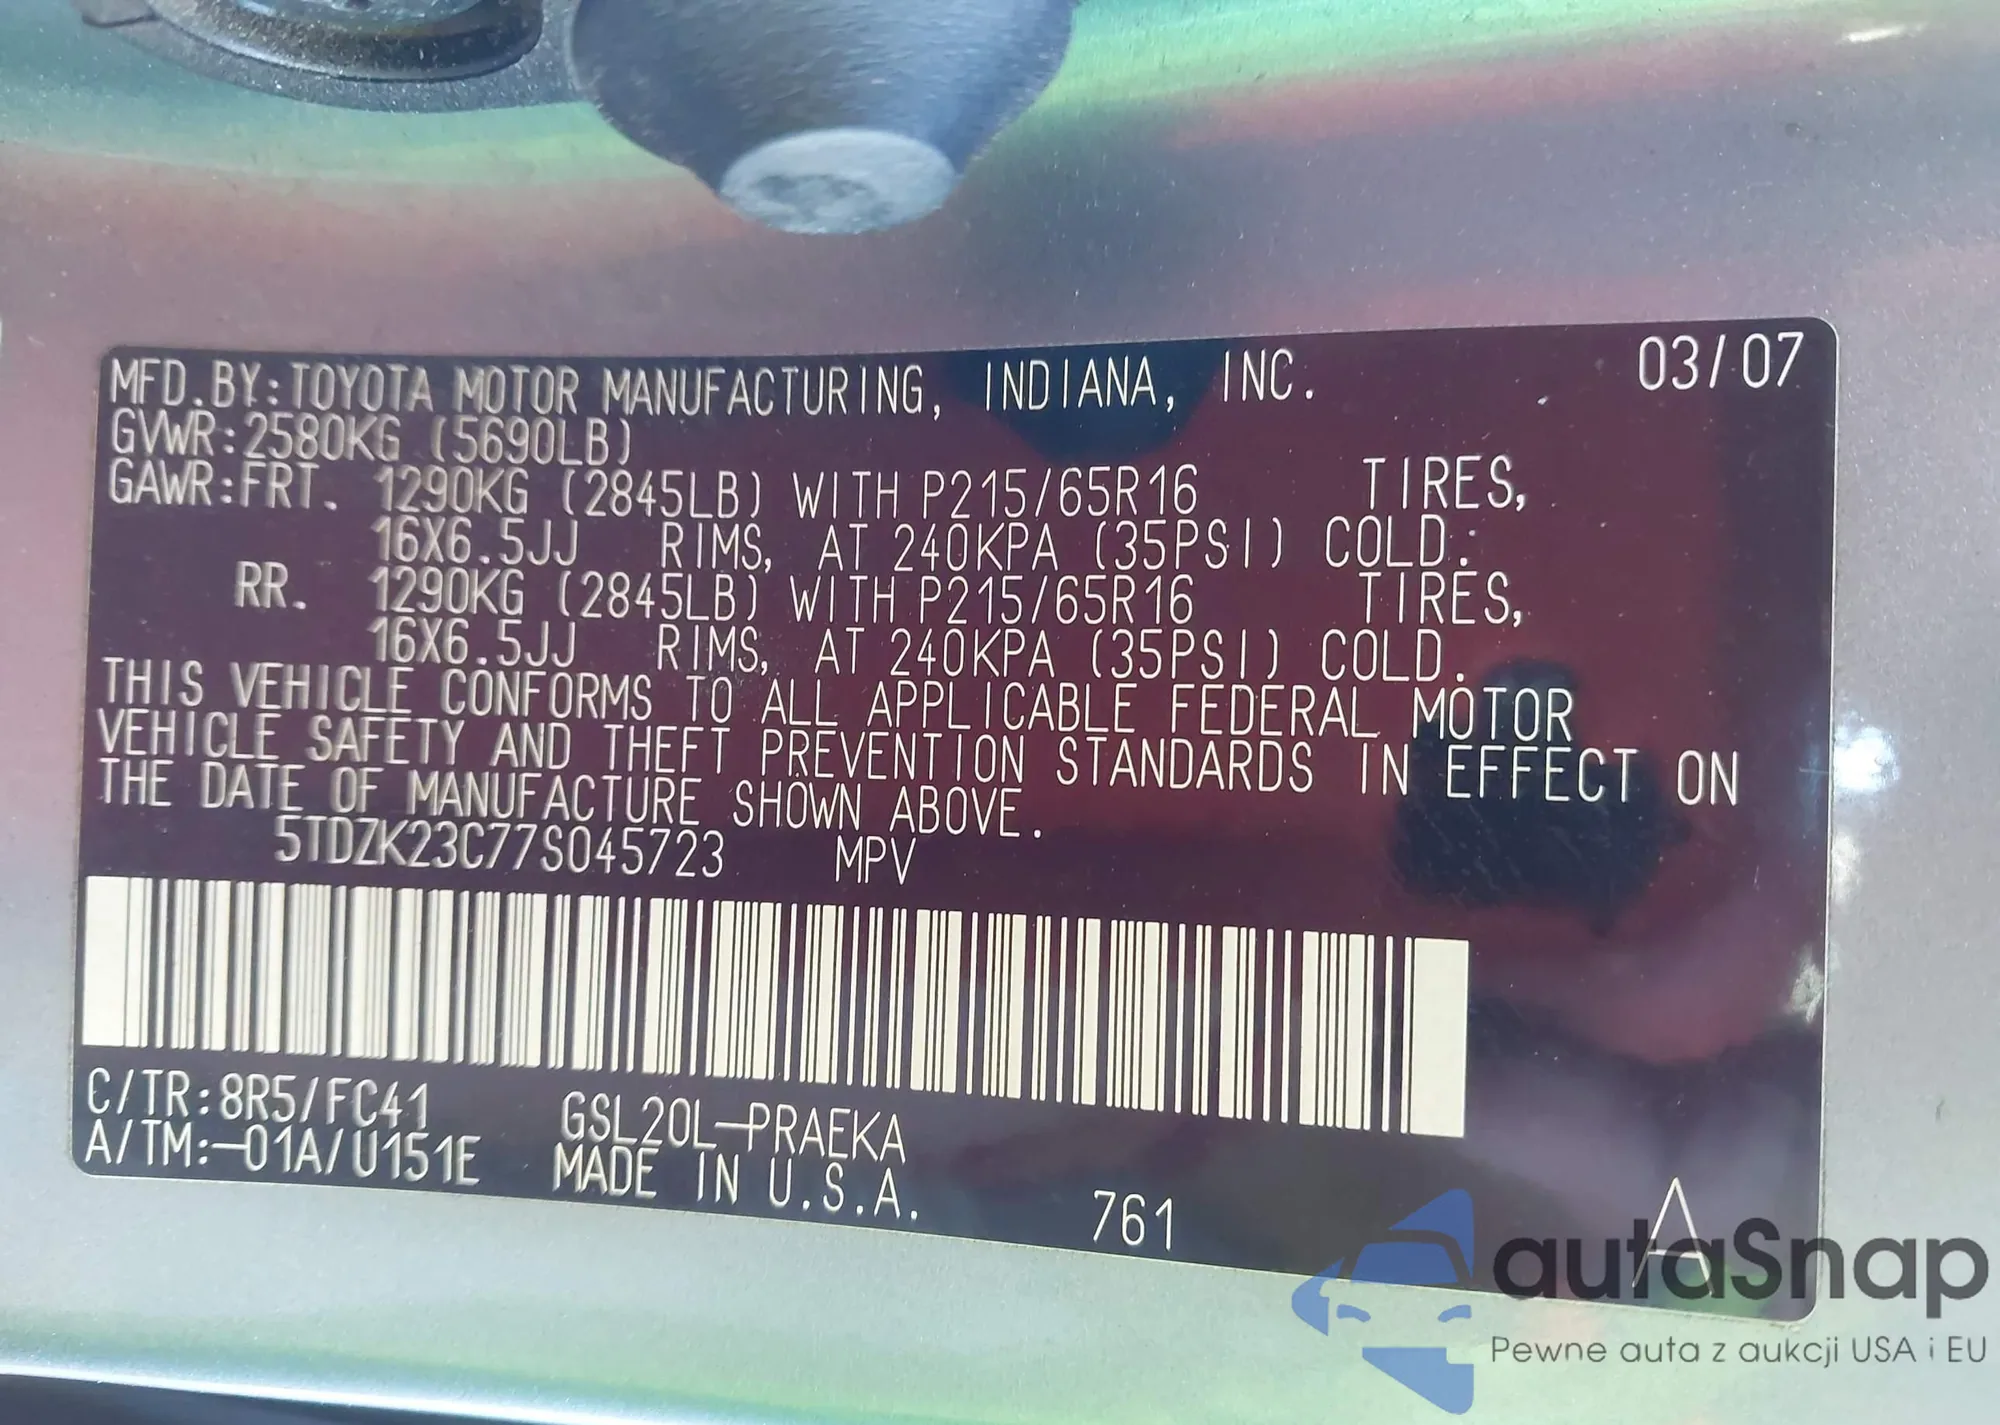 MFD.BY:TOYOTA MOTOR MANUFACTURING, INDIANA, INC. 03/07
GVWR:2580KG (5690LB)
GAWR:FRT. 1290KG (2845LB) WITH P215/65R16 TIRES,
16X6.5JJ RIMS, AT 240KPA (35PSI) COLD.
RR. 1290KG (2845LB) WITH P215/65R16 TIRES,
16X6.5JJ RIMS, AT 240KPA (35PSI) COLD.
THIS VEHICLE CONFORMS TO ALL APPLICABLE FEDERAL MOTOR
VEHICLE SAFETY AND THEFT PREVENTION STANDARDS IN EFFECT ON
THE DATE OF MANUFACTURE SHOWN ABOVE.
5TDZK23C77S045723 MPV
C/TR:8R5/FC41 GSL20L-PRAEKA
A/TM:-01A/U151E MADE IN U.S.A. 761 A
autaSnap
Pewne auta z aukcji USA i EU